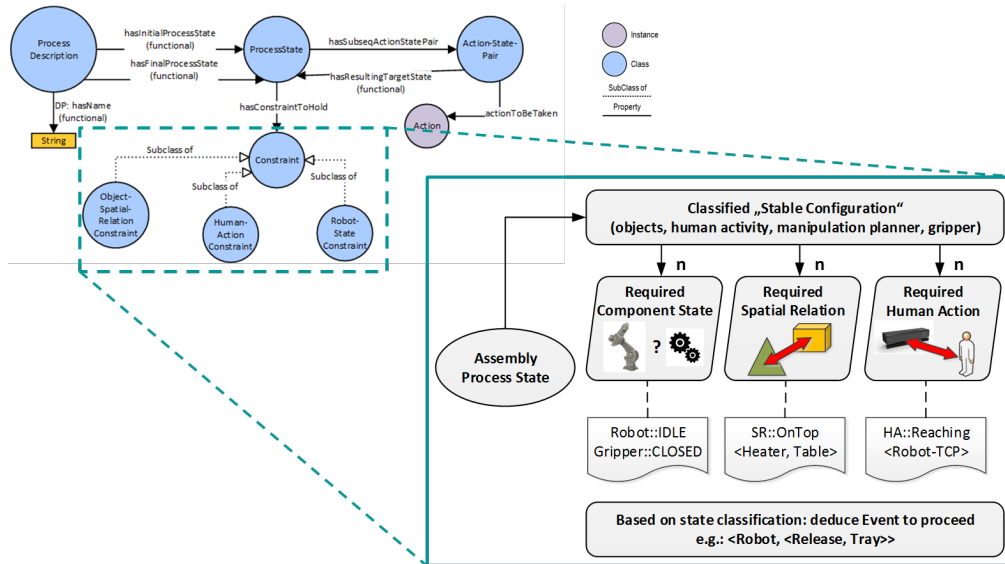 Process
Description
hasInitialProcessState
(functional)
hasFinalProcessState
(functional)
ProcessState
hasSubseqActionStatePair
hasResultingTargetState
(functional)
Action-State-
Pair
DP: hasName
(functional)
String
hasConstraintToHold
actionToBeTaken
Action
Instance
Class
SubClass of
Property
Constraint
Subclass of
Subclass of
Subclass of
Object-
Spatial-
Relation
Constraint
Human-
Action
Constraint
Robot-
State
Constraint
Classified „Stable Configuration“
(objects, human activity, manipulation planner, gripper)
n
n
n
Required
Component State
?
Required
Spatial Relation
Required
Human Action
Assembly
Process State
Robot::IDLE
Gripper::CLOSED
SR::OnTop
<Heater, Table>
HA::Reaching
<Robot-TCP>
Based on state classification: deduce Event to proceed
e.g.: <Robot, <Release, Tray>>